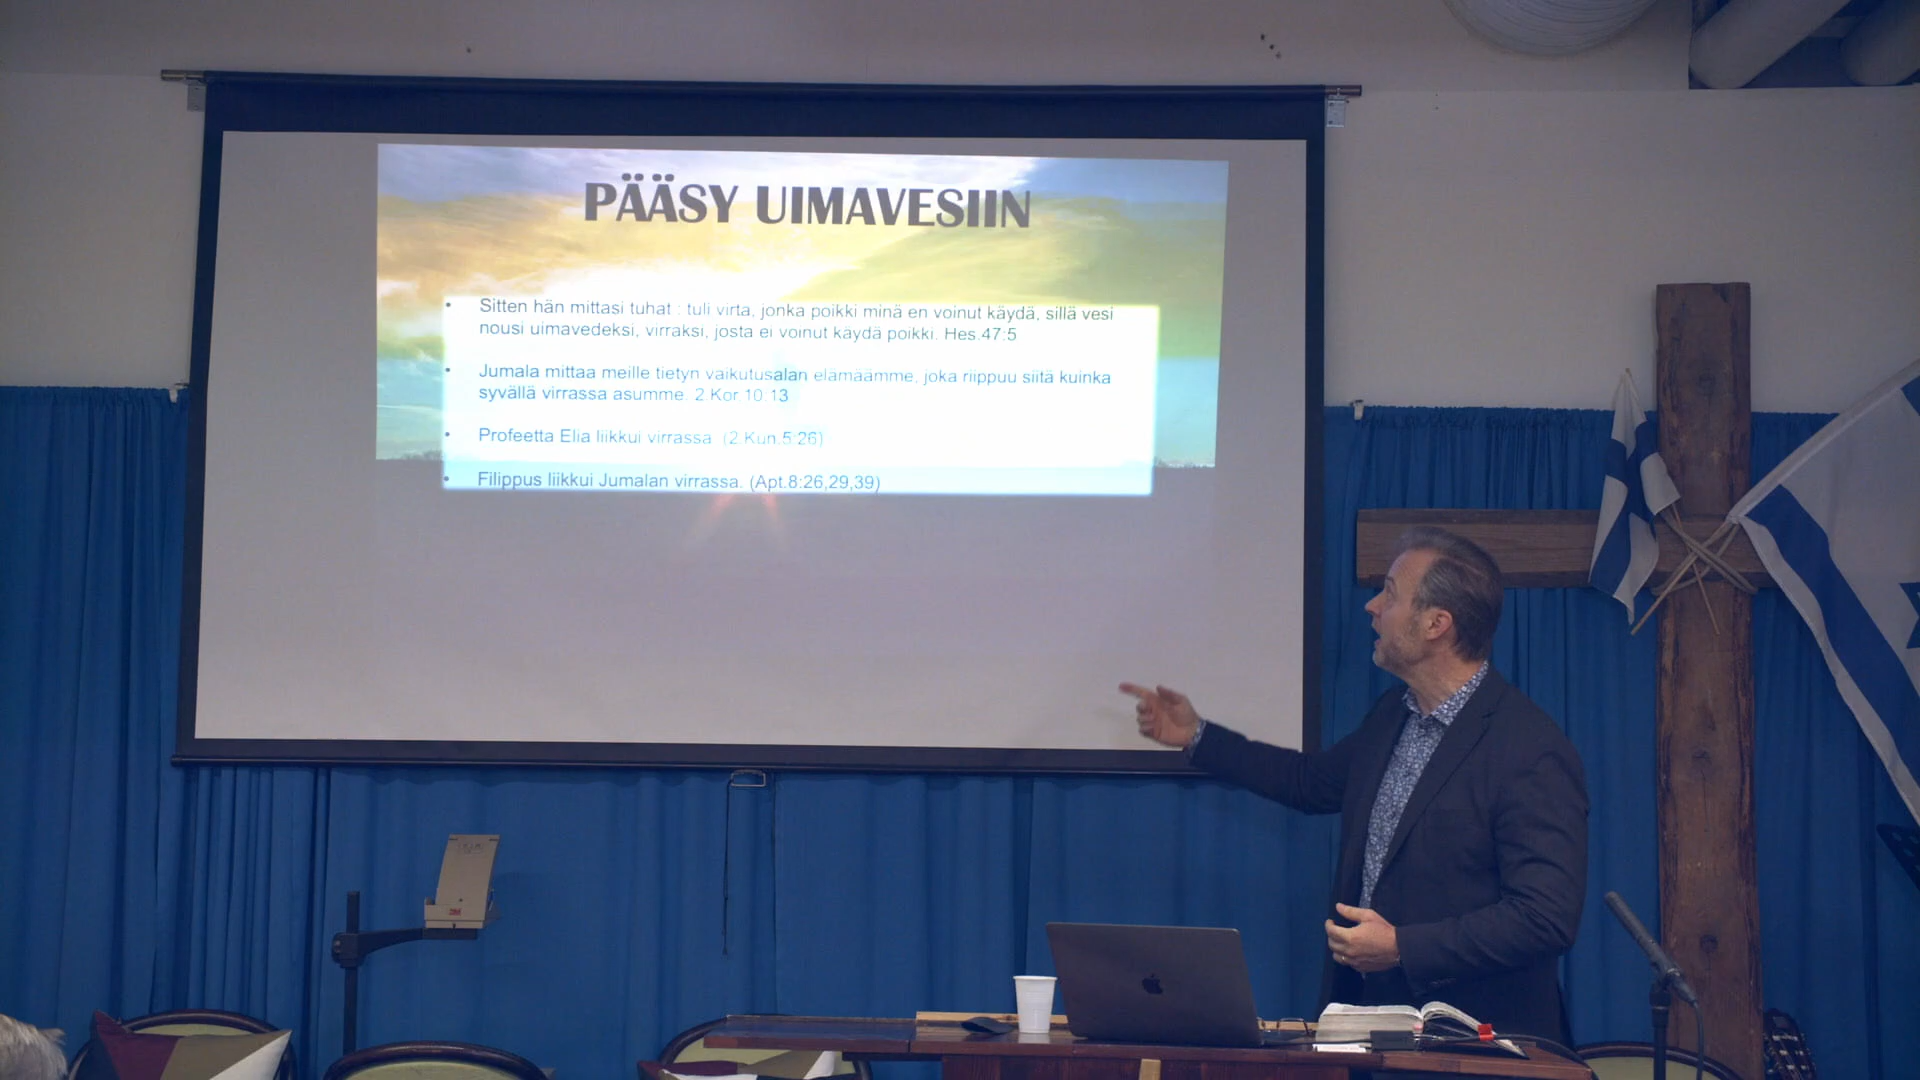 PÄÄSY UIMAVESIIN
• Sitten hän mittasi tuhat : tuli virta, jonka poikki minä en voinut käydä, sillä vesi
nousi uimavedeksi, virraksi, josta ei voinut käydä poikki. Hes.47:5
• Jumala mittaa meille tietyn vaikutusalan elämäämme, joka riippuu siitä kuinka
syvällä virrassa asumme. 2.Kor.10:13
• Profeetta Elia liikkui virrassa. (2.Kun.5:26)
• Filippus liikkui Jumalan virrassa. (Apt.8:26,29,39)
3M